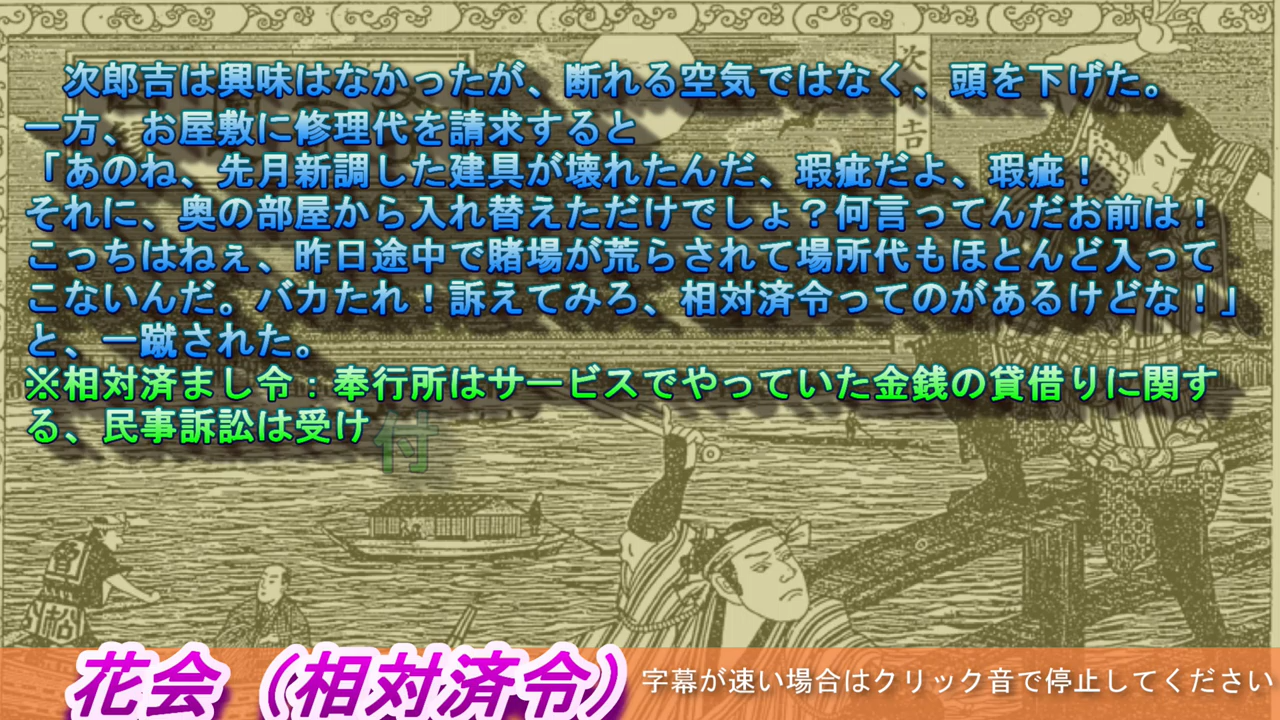 次郎吉は興味はなかったが、断れる空気ではなく、頭を下げた。
一方、お屋敷に修理代を請求すると
「あのね、先月新調した建具が壊れたんだ、瑕疵だよ、瑕疵！
それに、奥の部屋から入れ替えただけでしょ？何言ってんだお前は！
こっちはねぇ、昨日途中で賭場が荒らされて場所代もほとんど入って
こないんだ。バカたれ！訴えてみろ、相対済令ってのがあるけどな！」
と、一蹴された。
※相対済まし令：奉行所はサービスでやっていた金銭の貸借りに関す
る、民事訴訟は受け付
花会（相対済令）
字幕が速い場合はクリック音で停止してください